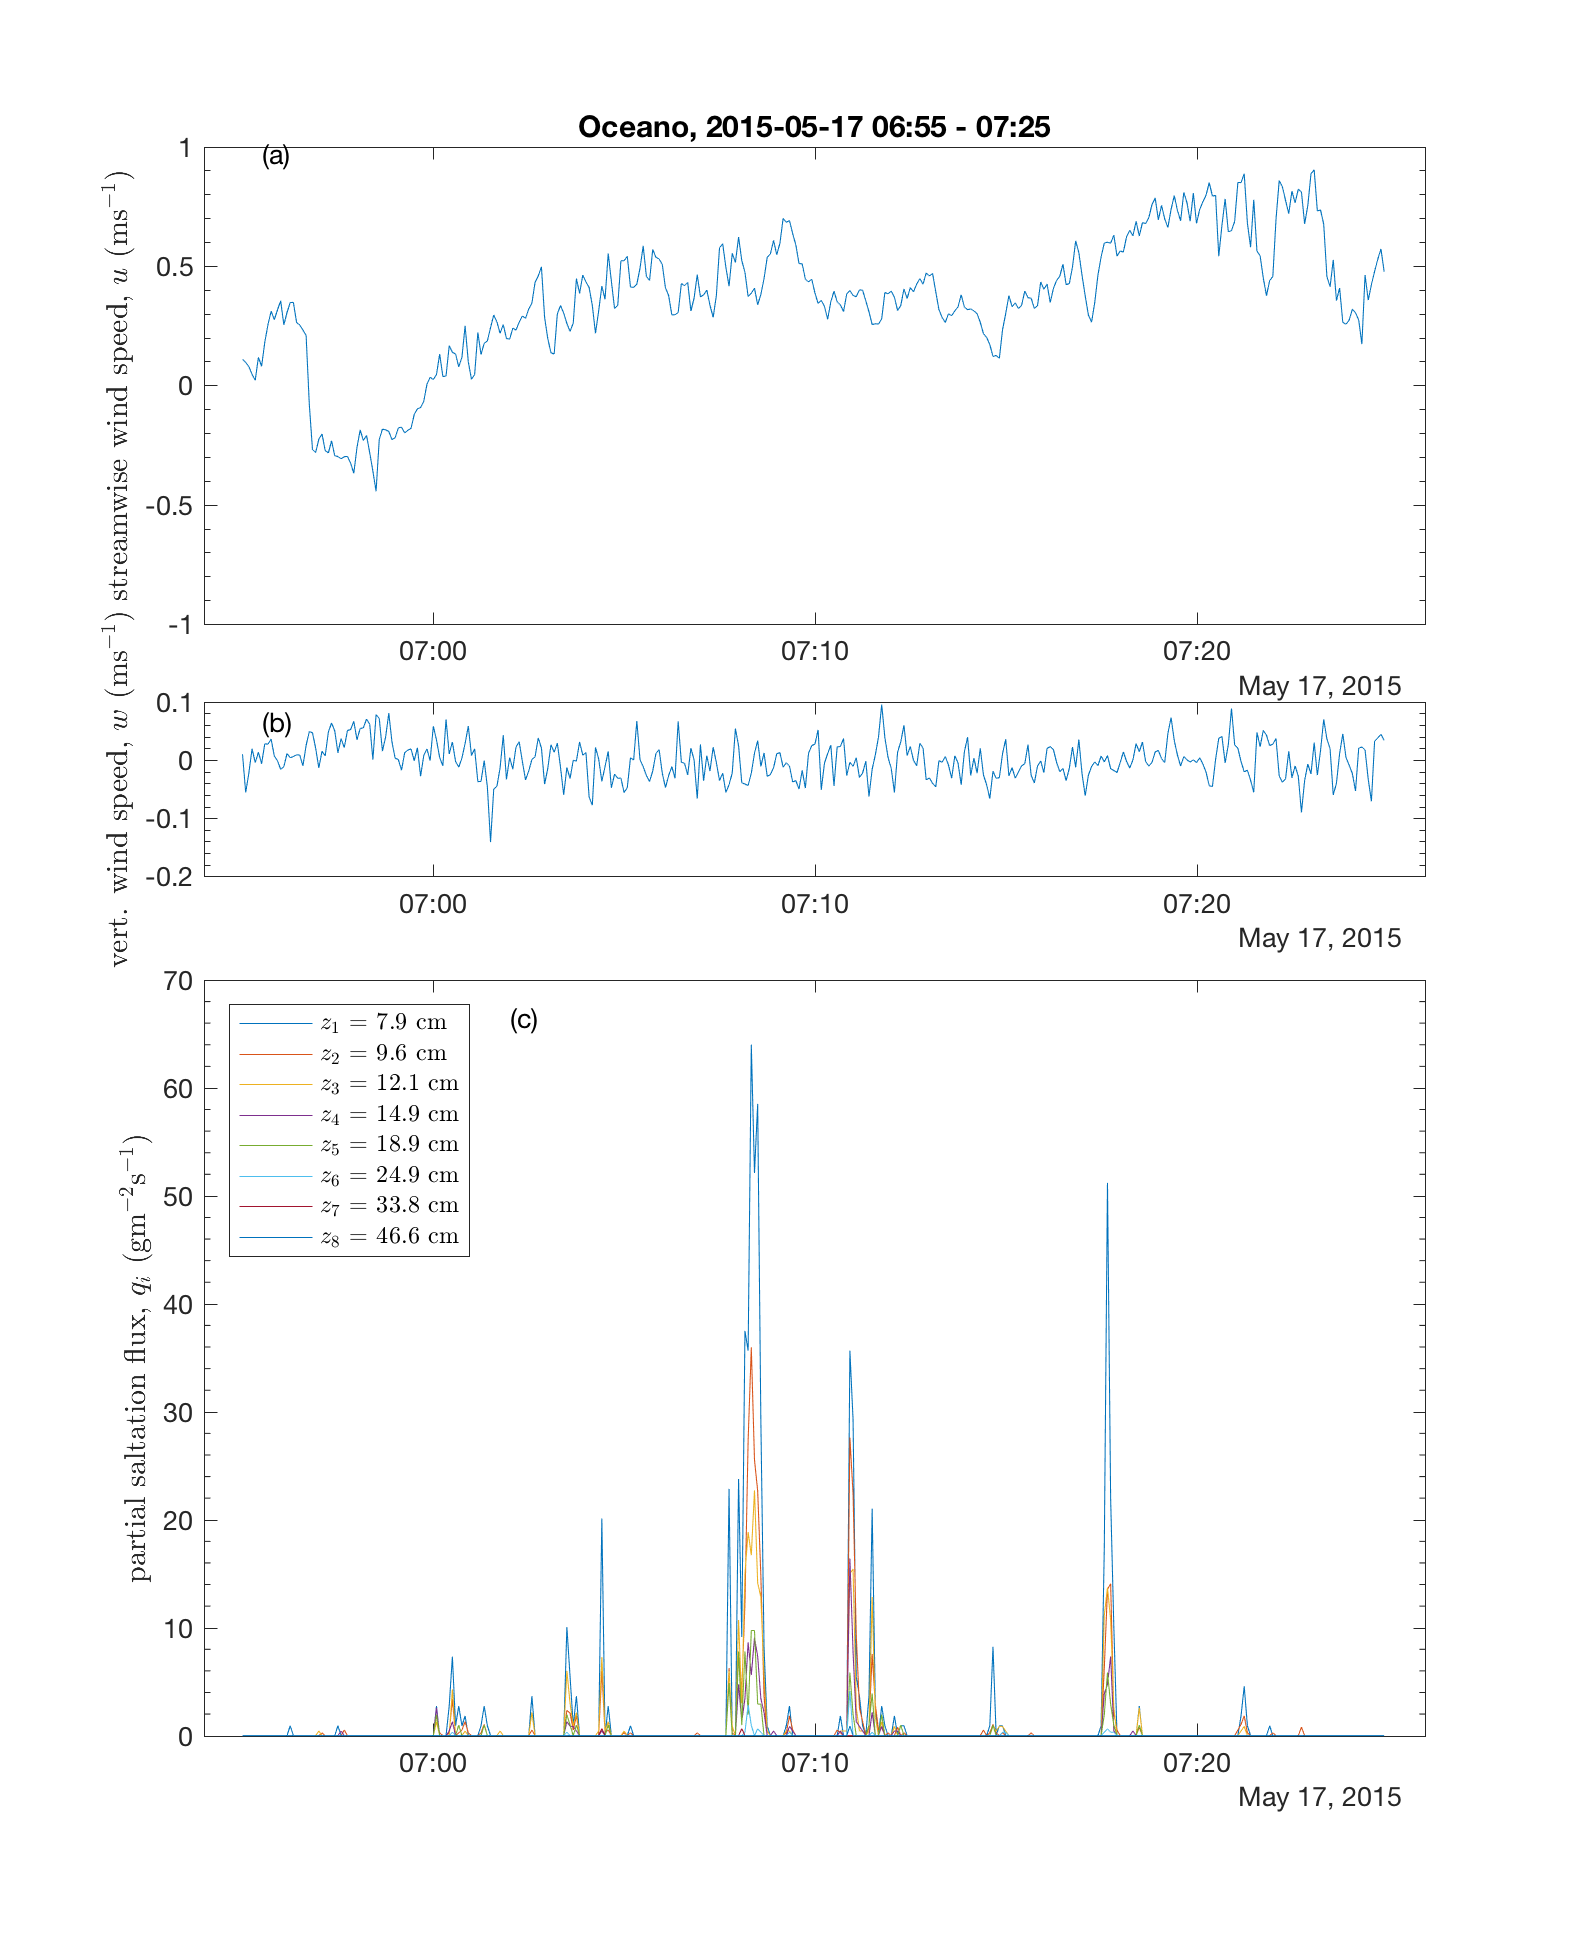 Oceano, 2015-05-17 06:55 - 07:25
(a)
streamwise wind speed, u (ms⁻¹)
1
0.5
0
-0.5
-1
07:00 07:10 07:20
May 17, 2015
(b)
vert. wind speed, w (ms⁻¹)
0.1
0
-0.1
-0.2
07:00 07:10 07:20
May 17, 2015
(c)
partial saltation flux, qᵢ (gm⁻²s⁻¹)
70
60
50
40
30
20
10
0
z₁ = 7.9 cm
z₂ = 9.6 cm
z₃ = 12.1 cm
z₄ = 14.9 cm
z₅ = 18.9 cm
z₆ = 24.9 cm
z₇ = 33.8 cm
z₈ = 46.6 cm
07:00 07:10 07:20
May 17, 2015